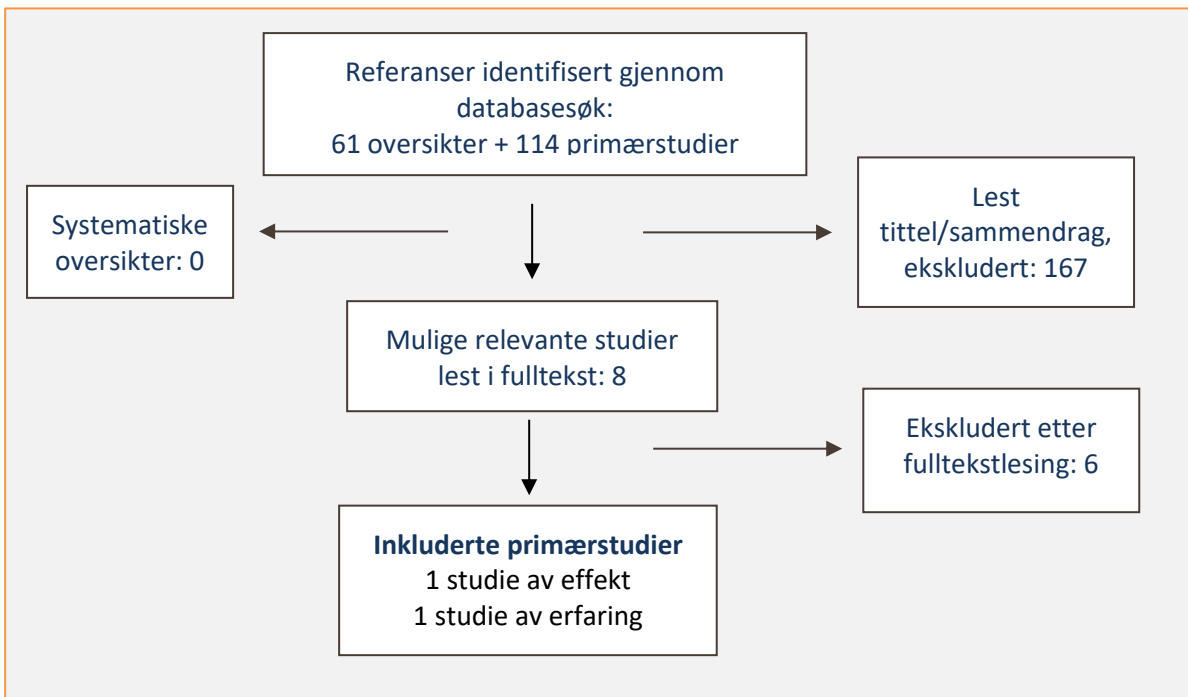 Referanser identifisert gjennom
databasesøk:
61 oversikter + 114 primærstudier
Systematiske
oversikter: 0
Lest
tittel/sammendrag,
ekskludert: 167
Mulige relevante studier
lest i fulltekst: 8
Ekskludert etter
fulltekstlesing: 6
Inkluderte primærstudier
1 studie av effekt
1 studie av erfaring